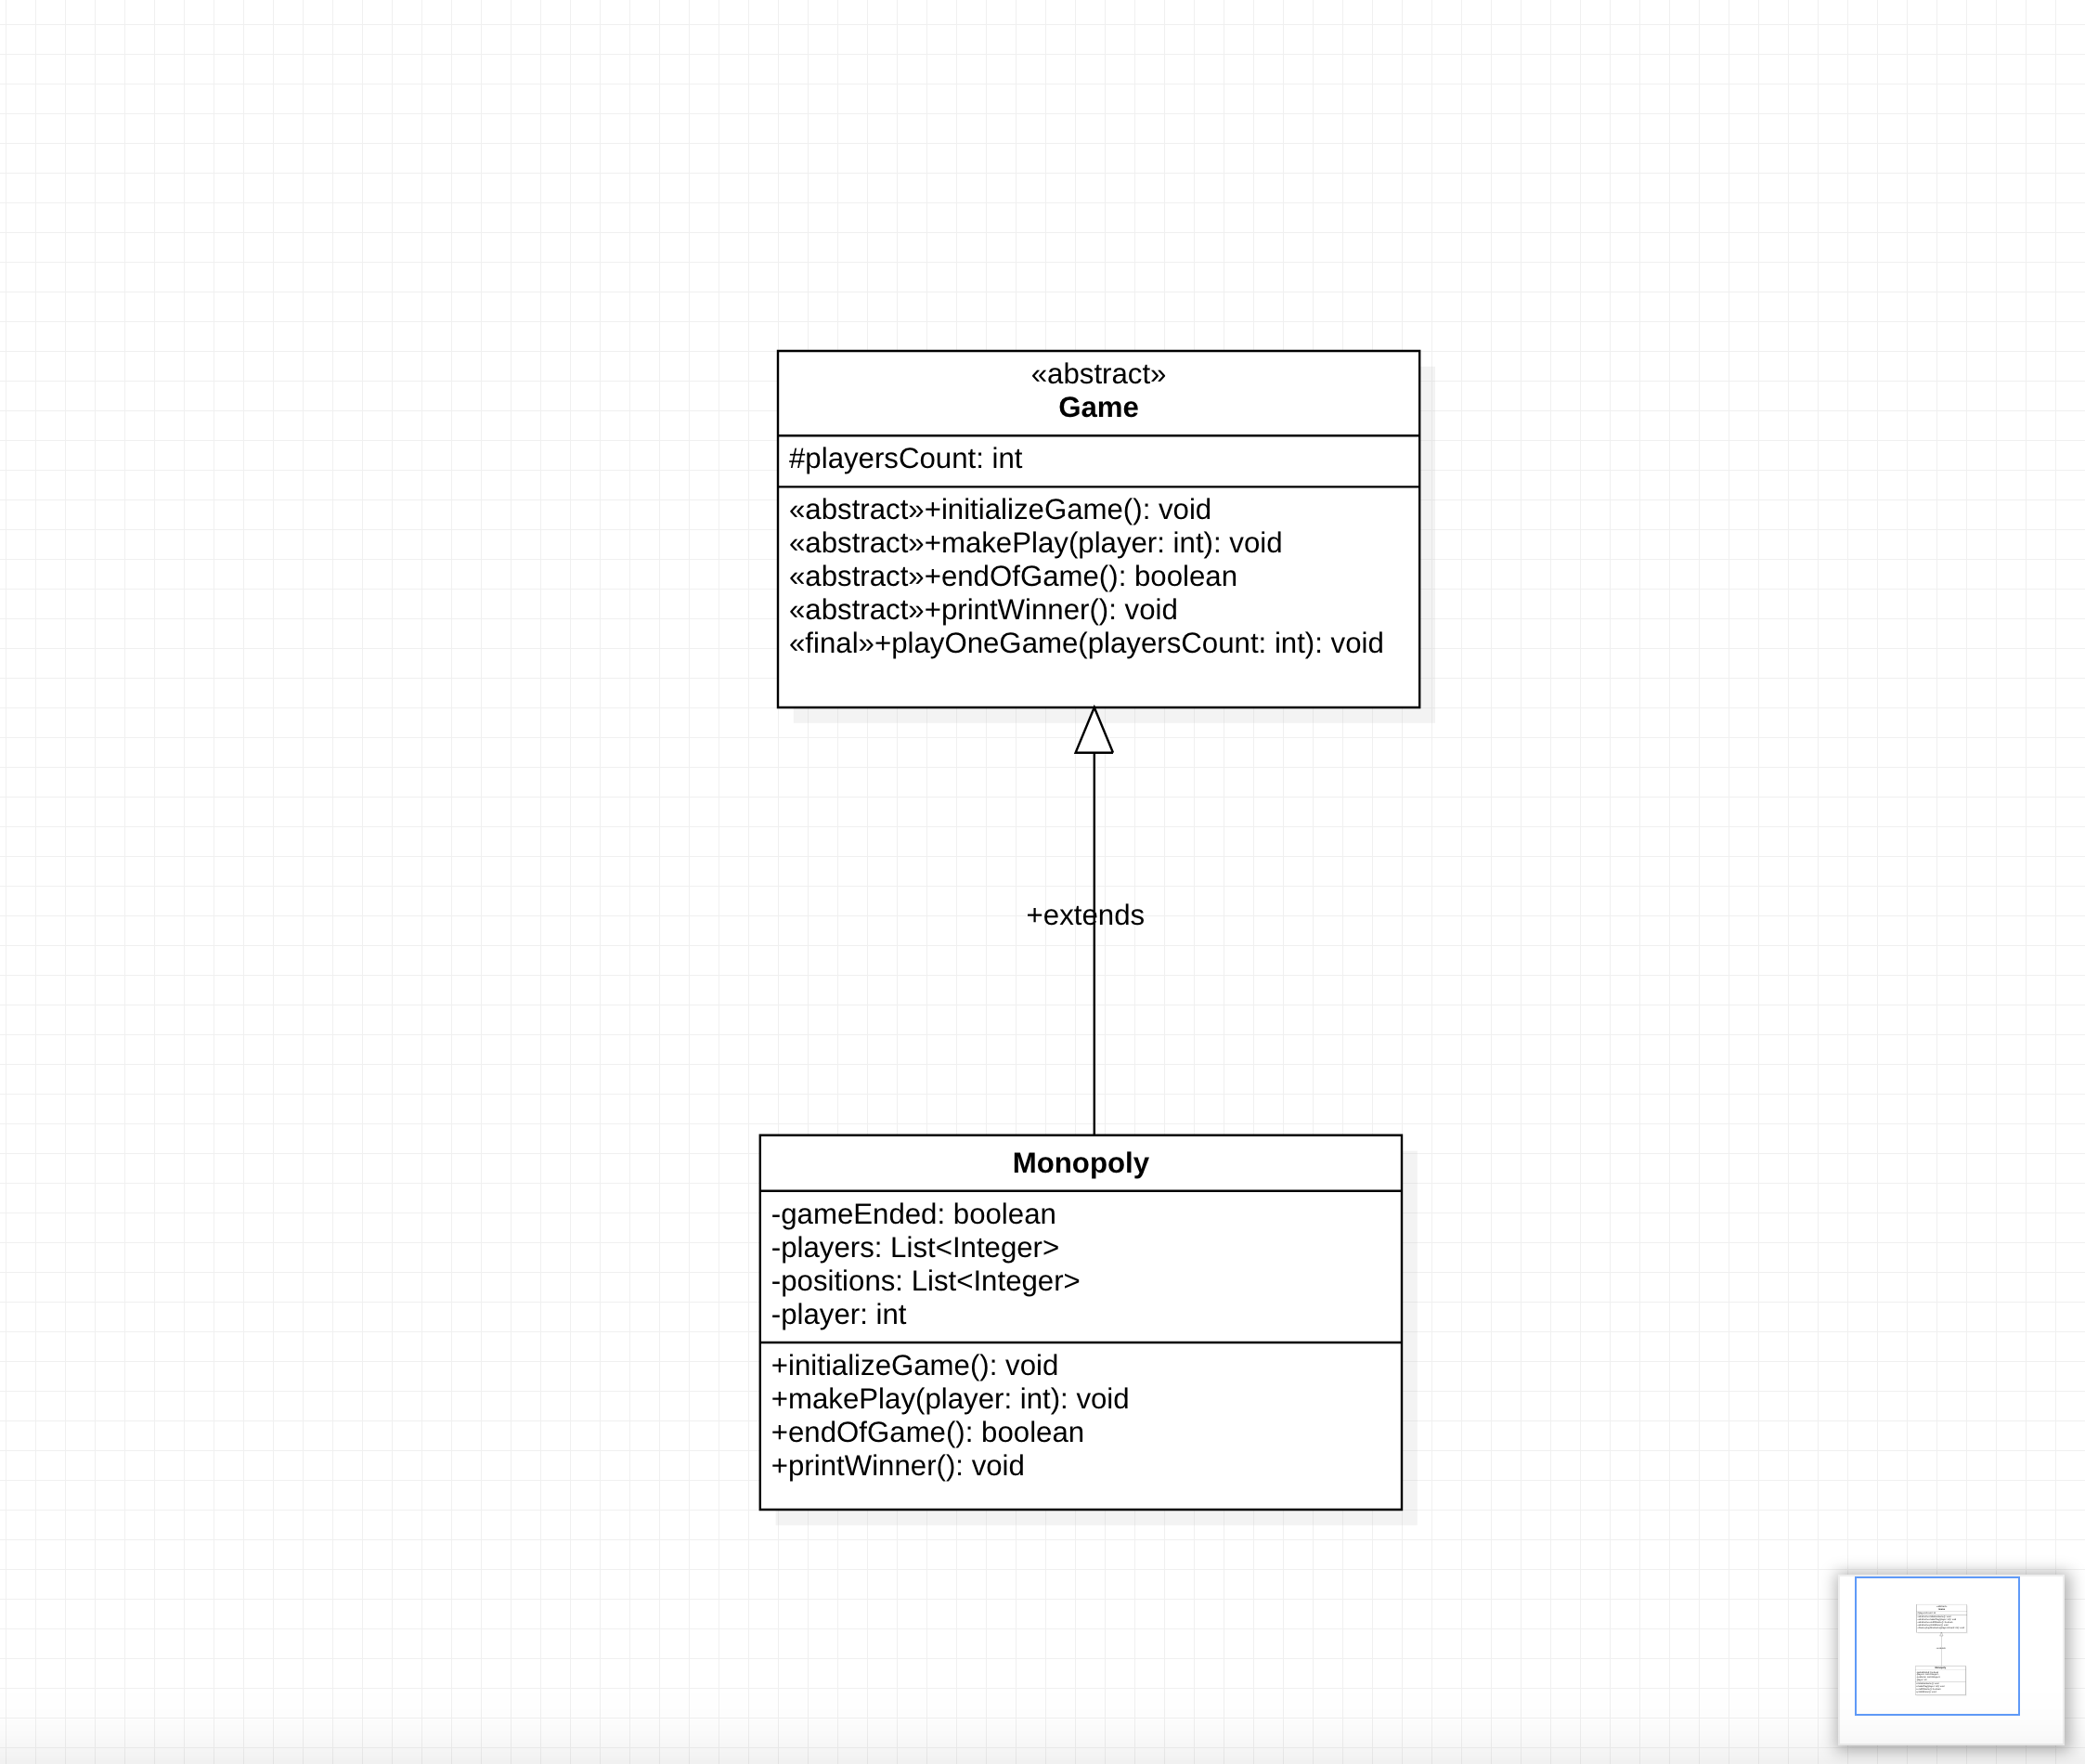 «abstract»
Game
#playersCount: int
«abstract»+initializeGame(): void
«abstract»+makePlay(player: int): void
«abstract»+endOfGame(): boolean
«abstract»+printWinner(): void
«final»+playOneGame(playersCount: int): void
+extends
Monopoly
-gameEnded: boolean
-players: List<Integer>
-positions: List<Integer>
-player: int
+initializeGame(): void
+makePlay(player: int): void
+endOfGame(): boolean
+printWinner(): void